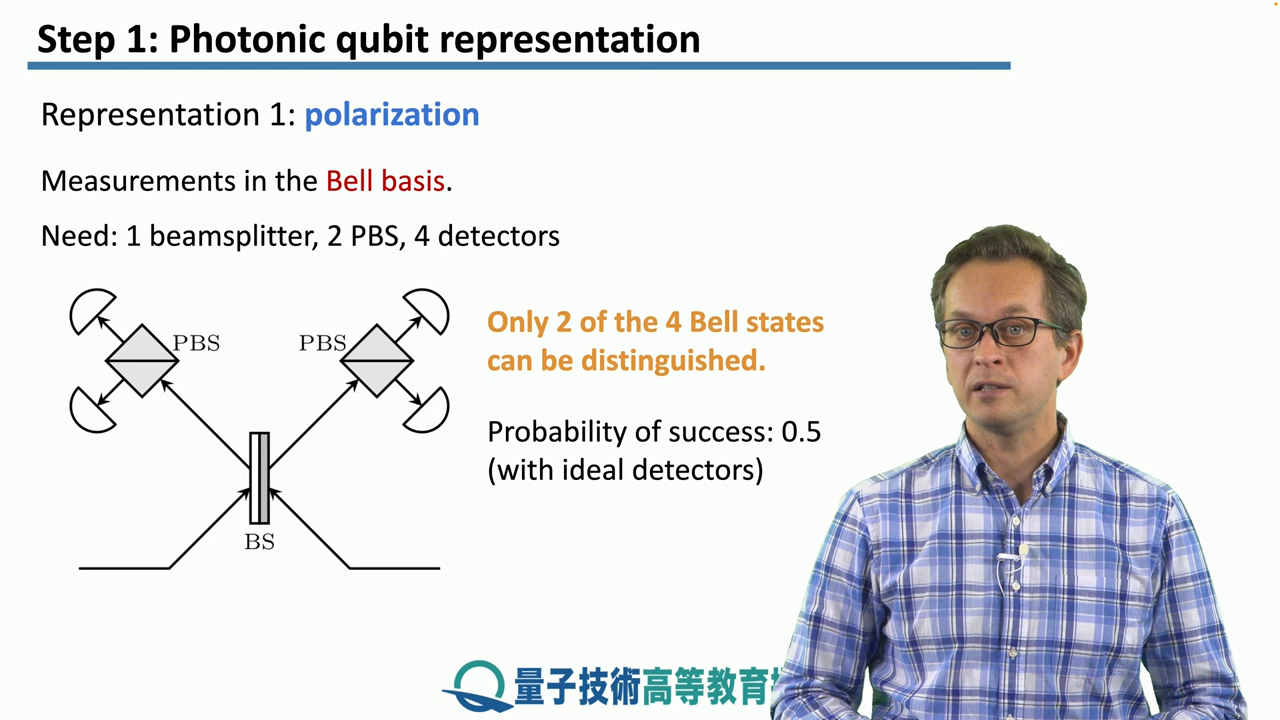 Step 1: Photonic qubit representation
Representation 1: polarization
Measurements in the Bell basis.
Need: 1 beamsplitter, 2 PBS, 4 detectors
PBS
PBS
Only 2 of the 4 Bell states
can be distinguished.
Probability of success: 0.5
(with ideal detectors)
BS
量子技術高等教育